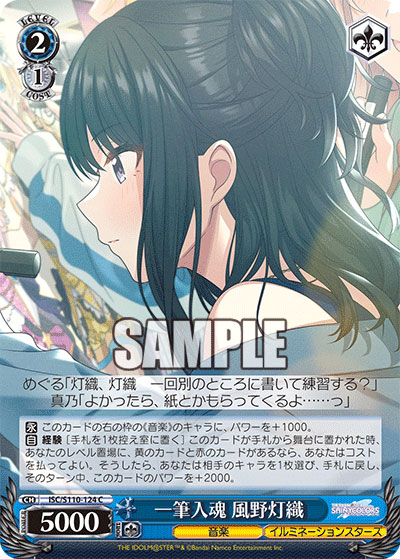 LEVEL
2
1
COST
SAMPLE
めぐる「灯織、灯織　一回別のところに書いて練習する？」
真乃「よかったら、紙とかもらってくるよ……っ」
永 このカードの右の枠の《音楽》のキャラに、パワーを＋1000。
自 経験 ［手札を1枚控え室に置く］ このカードが手札から舞台に置かれた時、
あなたのレベル置場に、黄のカードと赤のカードがあるなら、あなたはコスト
を払ってよい。そうしたら、あなたは相手のキャラを1枚選び、手札に戻し、
そのターン中、このカードのパワーを＋1000。
CH
ISC/S110-124 C
5000
一筆入魂 風野灯織
SHINYCOLORS
音楽
イルミネーションスターズ
THE IDOLM@STER™ & ©Bandai Namco Entertainment Inc.